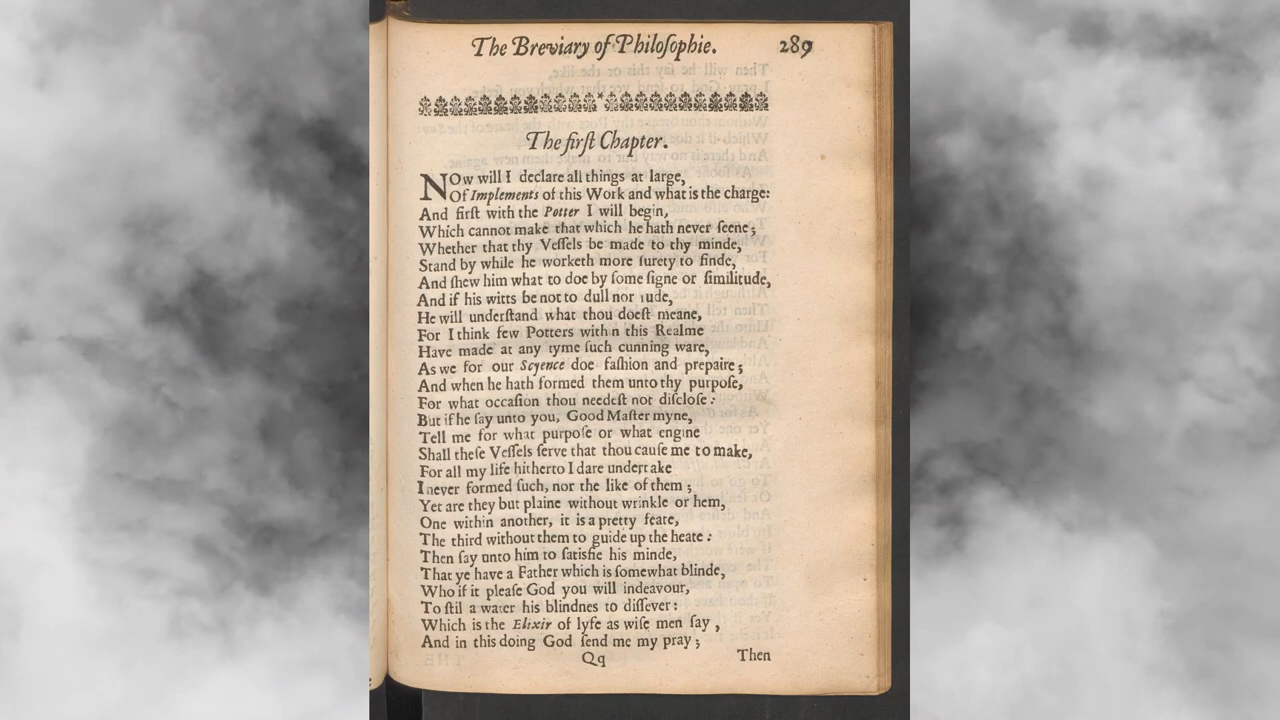 The Breviary of Philoſophie. 289
The firſt Chapter.
NOw will I declare all things at large,
Of Implements of this Work and what is the charge:
And firſt with the Potter I will begin,
Which cannot make that which he hath never ſeene;
Whether that thy Veſſels be made to thy minde,
Stand by while he worketh more ſurety to finde,
And ſhew him what to doe by ſome ſigne or ſimilitude,
And if his witts be not to dull nor rude,
He will underſtand what thou doeſt meane,
For I think few Potters within this Realme
Have made at any tyme ſuch cunning ware,
As we for our Scyence doe faſhion and prepaire;
And when he hath formed them unto thy purpoſe,
For what occaſion thou needeſt not diſcloſe:
But if he ſay unto you, Good Maſter myne,
Tell me for what purpoſe or what engine
Shall theſe Veſſels ſerve that thou cauſe me to make,
For all my life hitherto I dare undertake
I never formed ſuch, nor the like of them;
Yet are they but plaine without wrinkle or hem,
One within another, it is a pretty feate,
The third without them to guide up the heate:
Then ſay unto him to ſatisfie his minde,
That ye have a Father which is ſomewhat blinde,
Who if it pleaſe God you will indeavour,
To ſtil a water his blindnes to diſſever:
Which is the Elixir of lyfe as wiſe men ſay,
And in this doing God ſend me my pray;
Qq Then